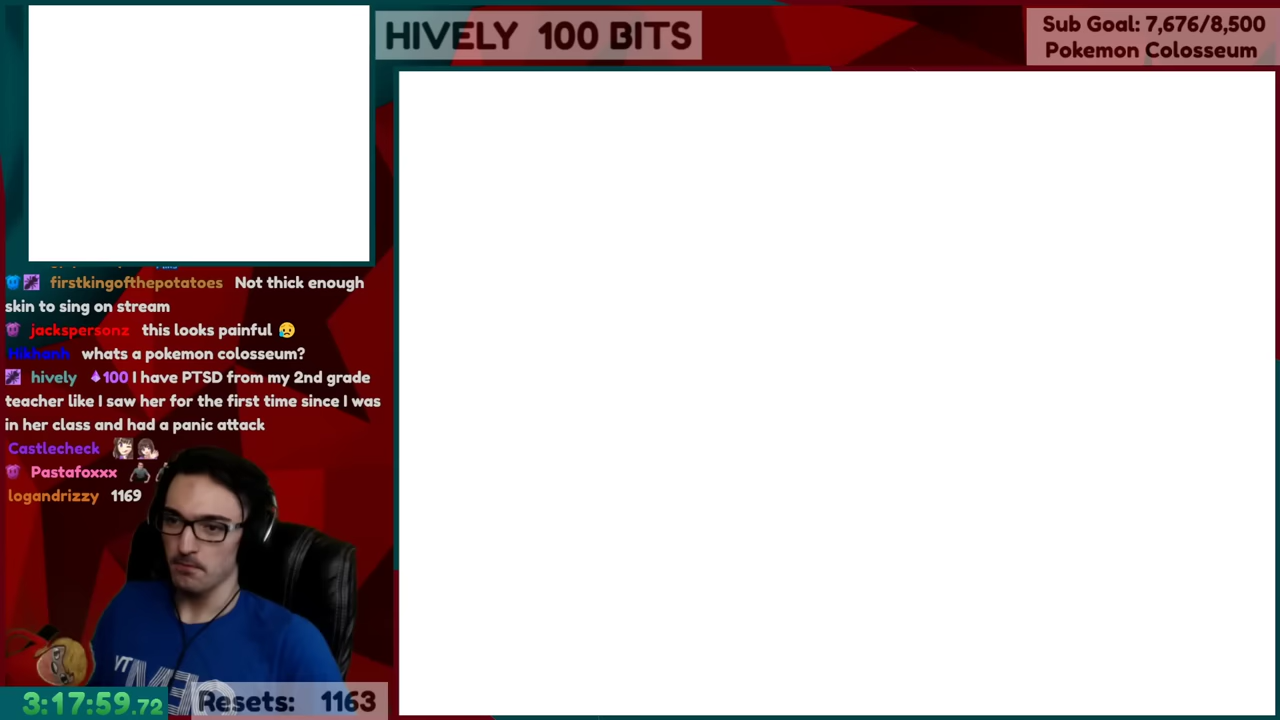 HIVELY 100 BITS
Sub Goal: 7,676/8,500
Pokemon Colosseum
firstkingofthepotatoes Not thick enough
skin to sing on stream
jackspersonz this looks painful 😥
Hikhanh whats a pokemon colosseum?
hively 100 I have PTSD from my 2nd grade
teacher like I saw her for the first time since I was
in her class and had a panic attack
Castlecheck
Pastafoxxx
logandrizzy 1169
3:17:59.72
Resets: 1163